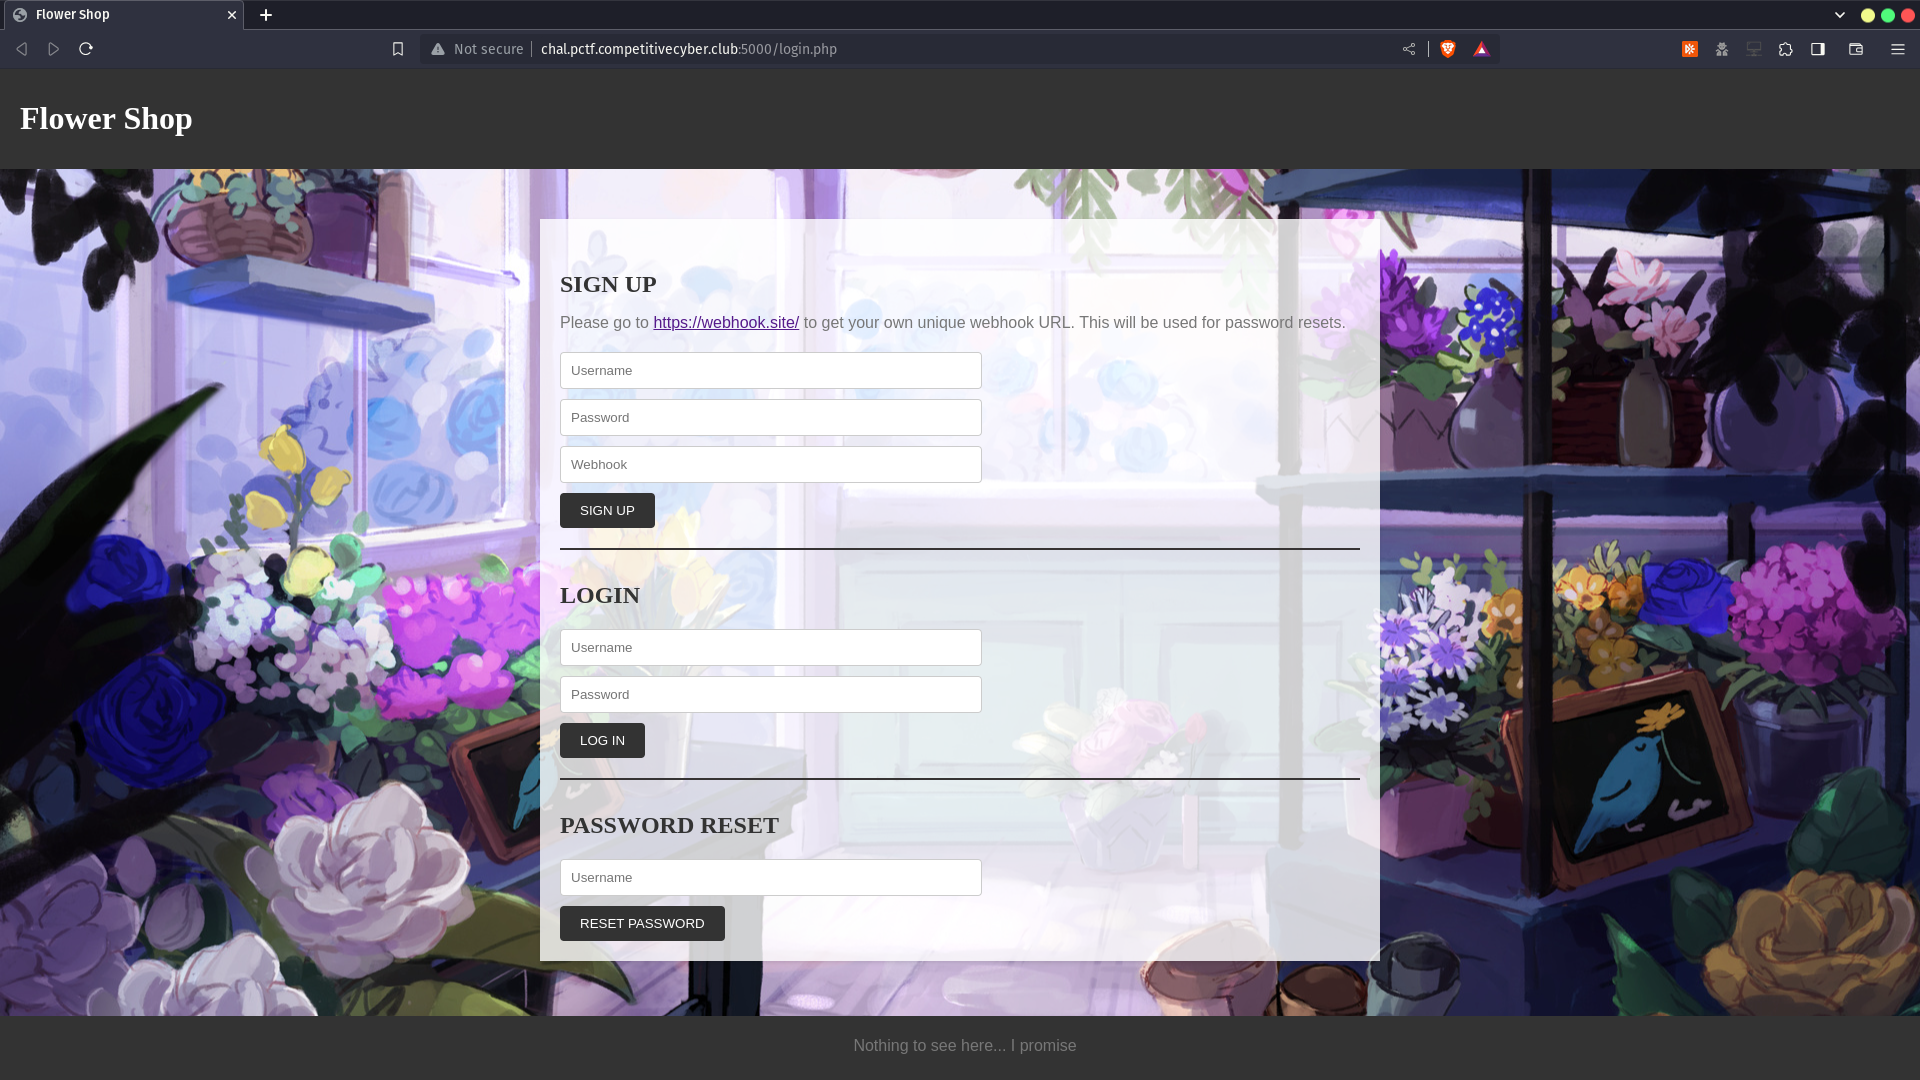 Flower Shop
Not secure
chal.pctf.competitivecyber.club:5000/login.php
Flower Shop
SIGN UP
Please go to https://webhook.site/ to get your own unique webhook URL. This will be used for password resets.
Username
Password
Webhook
SIGN UP
LOGIN
Username
Password
LOG IN
PASSWORD RESET
Username
RESET PASSWORD
Nothing to see here... I promise